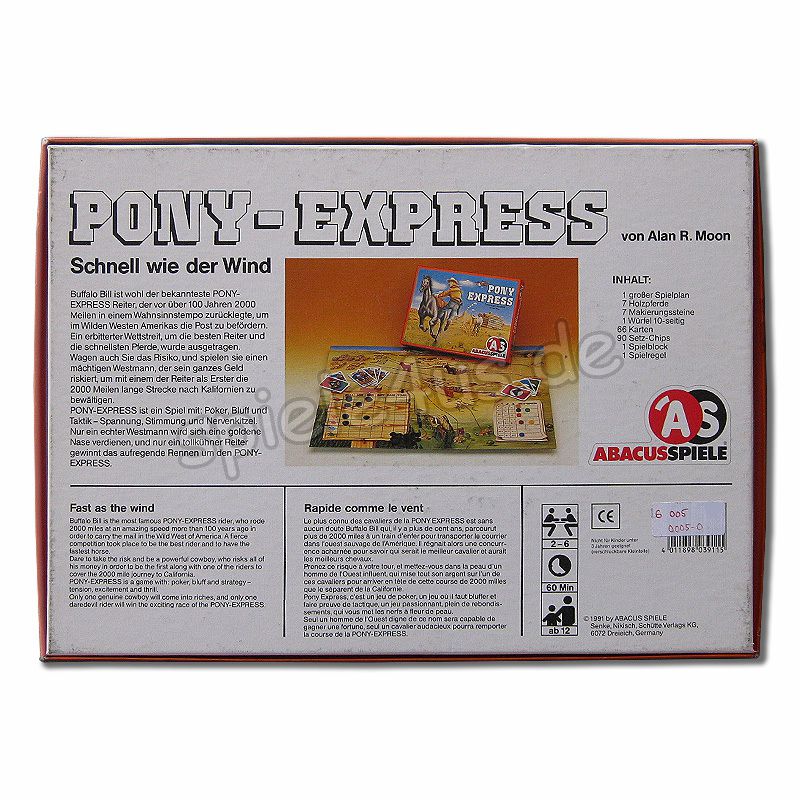 PONY-EXPRESS
von Alan R. Moon
Schnell wie der Wind
Buffalo Bill ist wohl der bekannteste PONY-
EXPRESS Reiter, der vor über 100 Jahren 2000
Meilen in einem Wahnsinnstempo zurücklegte, um
im Wilden Westen Amerikas die Post zu befördern.
Ein erbitterter Wettstreit, um die besten Reiter und
die schnellsten Pferde, wurde ausgetragen.
Wagen auch Sie das Risiko, und spielen sie einen
mächtigen Westmann, der sein ganzes Geld
riskiert, um mit einem der Reiter als Erster die
2000 Meilen lange Strecke nach Kalifornien zu
bewältigen.
PONY-EXPRESS ist ein Spiel mit: Poker, Bluff und
Taktik – Spannung, Stimmung und Nervenkitzel.
Nur ein echter Westmann wird sich eine goldene
Nase verdienen, und nur ein tollkühner Reiter
gewinnt das aufregende Rennen um den PONY-
EXPRESS.
PONY
EXPRESS
AS
INHALT:
1 großer Spielplan
7 Holzpferde
7 Makierungssteine
1 Würfel 10-seitig
66 Karten
90 Setz-Chips
1 Spielblock
1 Spielregel
AS
ABACUSSPIELE
spiele4us.de
Fast as the wind
Buffalo Bill is the most famous PONY-EXPRESS rider, who rode
2000 miles at an amazing speed more than 100 years ago in
order to carry the mail in the Wild West of America. A fierce
competition took place to be the best rider and to have the
fastest horse.
Dare to take the risk and be a powerful cowboy, who risks all of
his money in order to be the first along with one of the riders to
cover the 2000 mile journey to California.
PONY-EXPRESS is a game with: poker, bluff and strategy –
tension, excitement and thrill.
Only one genuine cowboy will come into riches, and only one
daredevil rider will win the exciting race of the PONY-EXPRESS.
Rapide comme le vent
Le plus connu des cavaliers de la PONY EXPRESS est sans
aucun doute Buffalo Bill qui, il y a plus de cent ans, parcourut
plus de 2000 miles à un train d'enfer pour transporter le courrier
dans l'ouest sauvage de l'Amérique. Il régnait alors une concurr-
ence acharnée pour savoir qui serait le meilleur cavalier et aurait
les meilleurs chevaux.
Prenez ce risque à votre tour, et mettez-vous dans la peau d'un
homme de l'Ouest influent, qui mise tout son argent sur l'un de
ces cavaliers pour arriver en tête de cette course de 2000 miles
que le separent de la Californie.
Pony Express, c'est un jeu de poker, un jeu où il faut bluffer et
faire preuve de tactique, un jeu passionnant, plein de rebondis-
sements, qui vous met les nerfs à fleur de peau.
Seul un homme de l'Ouest digne de ce nom sera capable de
gagner une fortune, seul un cavalier audacieux pourra remporter
la course de la PONY-EXPRESS.
2–6
60 Min
ab 12
CE
Nicht für Kinder unter
3 Jahren geeignet
(verschluckbare Kleinteile)
6 005
0005-0
4 011898 039115
© 1991 by ABACUS SPIELE
Senke, Nikisch, Schütte Verlags KG,
6072 Dreieich, Germany